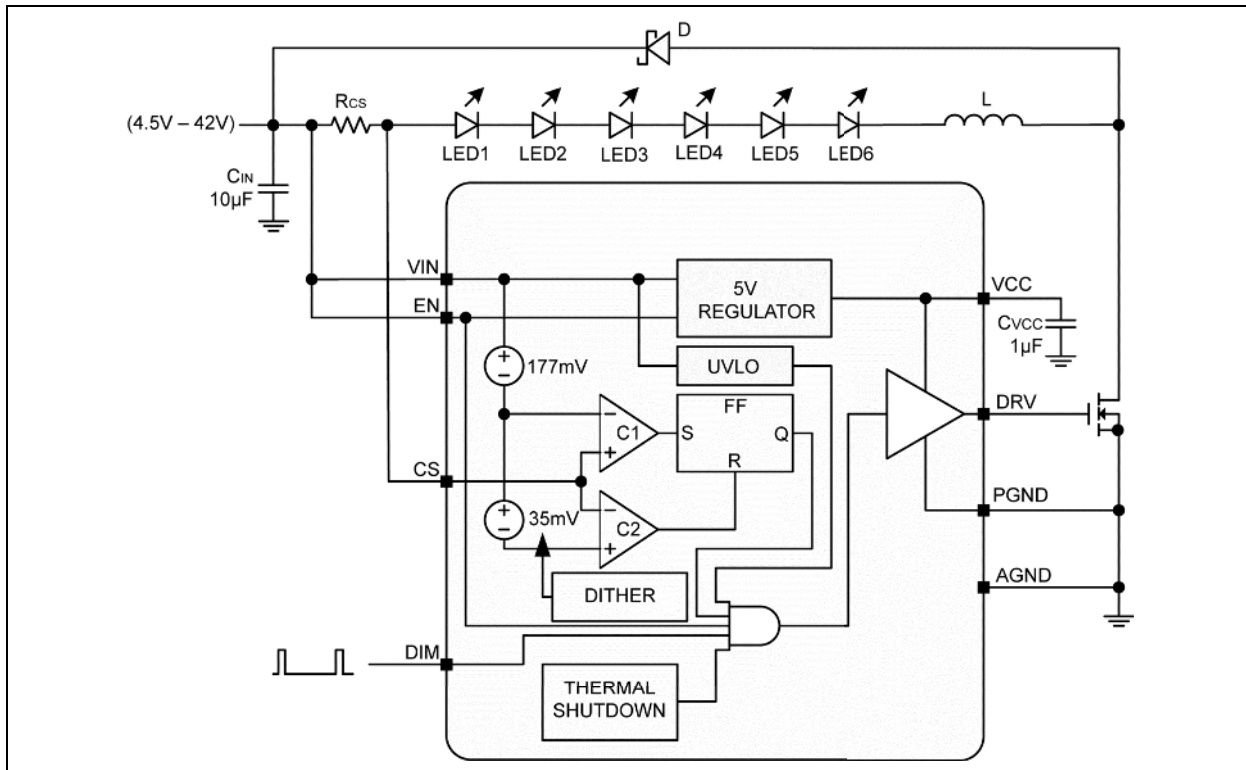 D
RCS
L
(4.5V – 42V)
LED1 LED2 LED3 LED4 LED5 LED6
CIN
10µF
VIN
EN
5V
REGULATOR
VCC
CVCC
1µF
177mV
UVLO
FF
DRV
C1
S
Q
R
CS
35mV
C2
PGND
DITHER
AGND
DIM
THERMAL
SHUTDOWN